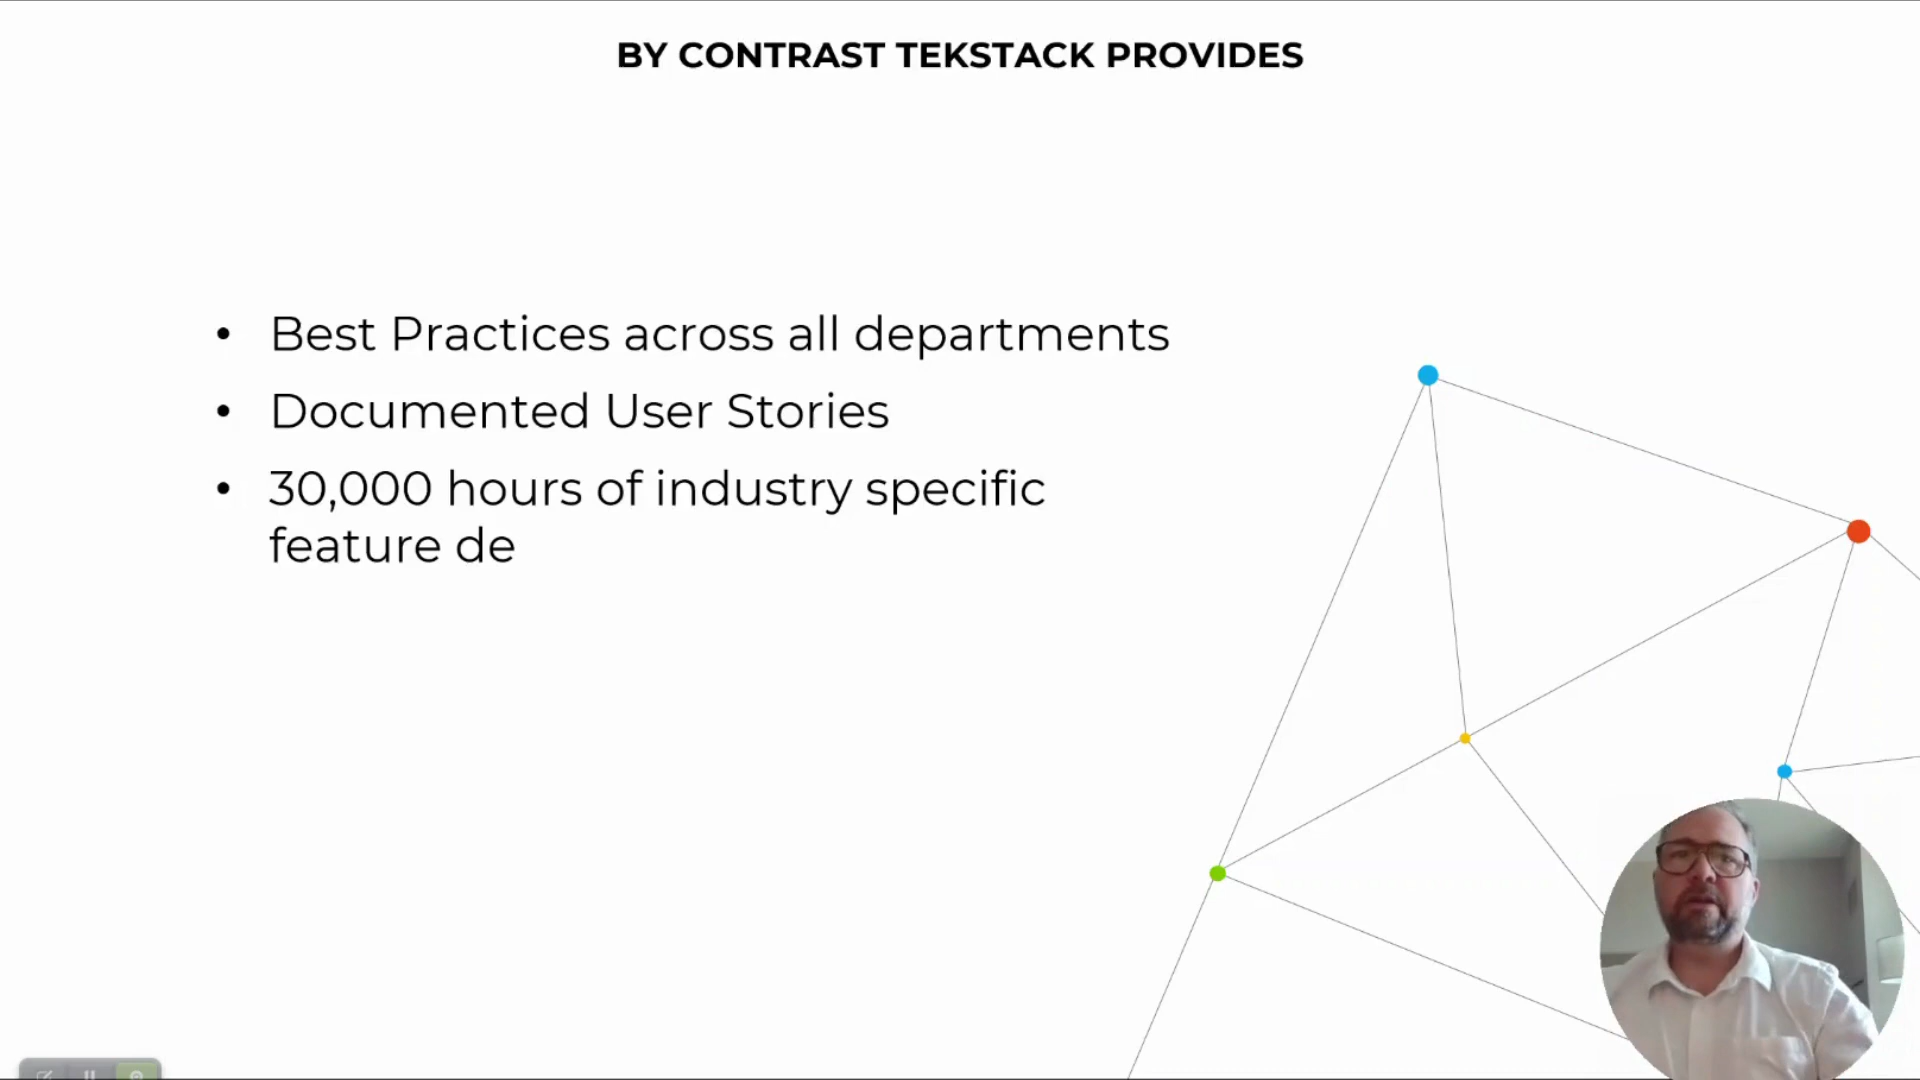 BY CONTRAST TEKSTACK PROVIDES
• Best Practices across all departments
• Documented User Stories
• 30,000 hours of industry specific
feature de